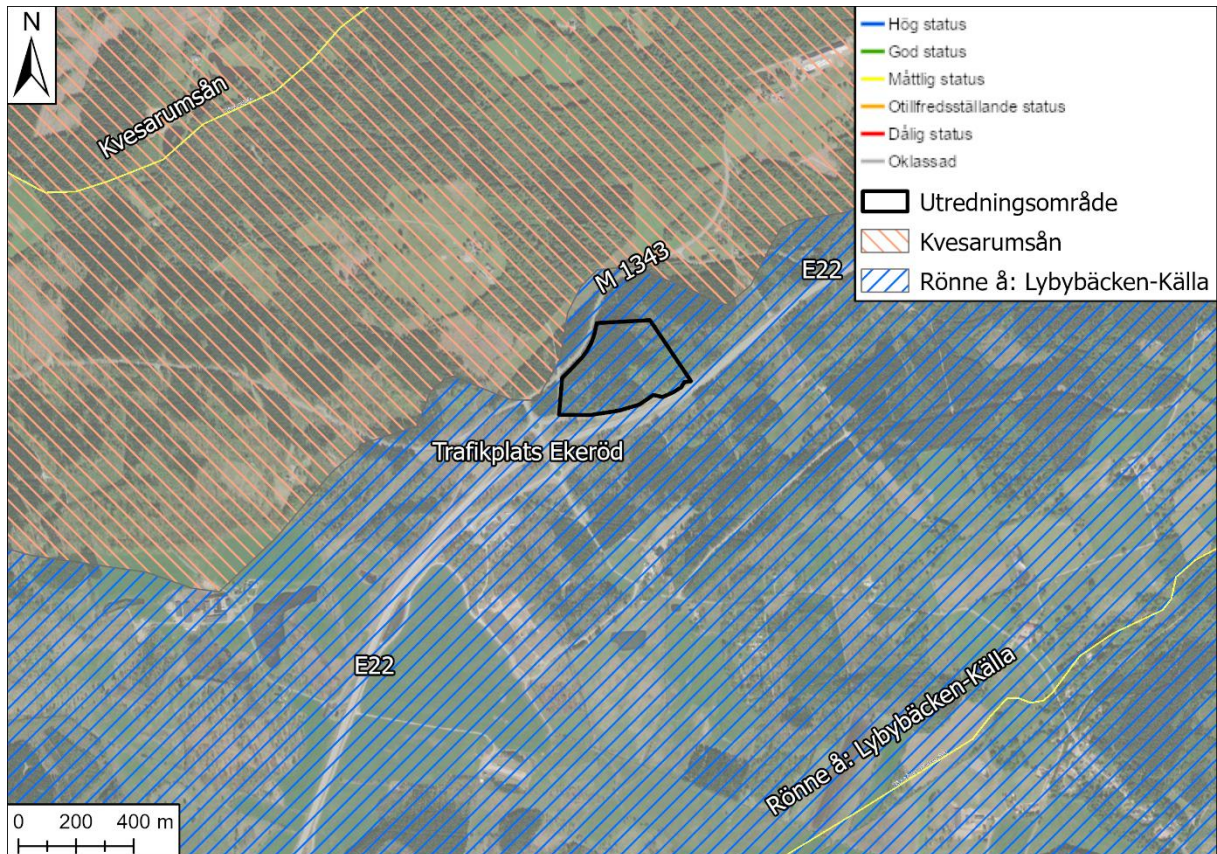 N
Kvesarumsån
Hög status
God status
Måttlig status
Otillfredsställande status
Dålig status
Oklassad
Utredningsområde
Kvesarumsån
Rönne å: Lybybäcken-Källa
M 1343
E22
Trafikplats Ekeröd
E22
Rönne å: Lybybäcken-Källa
0 200 400 m